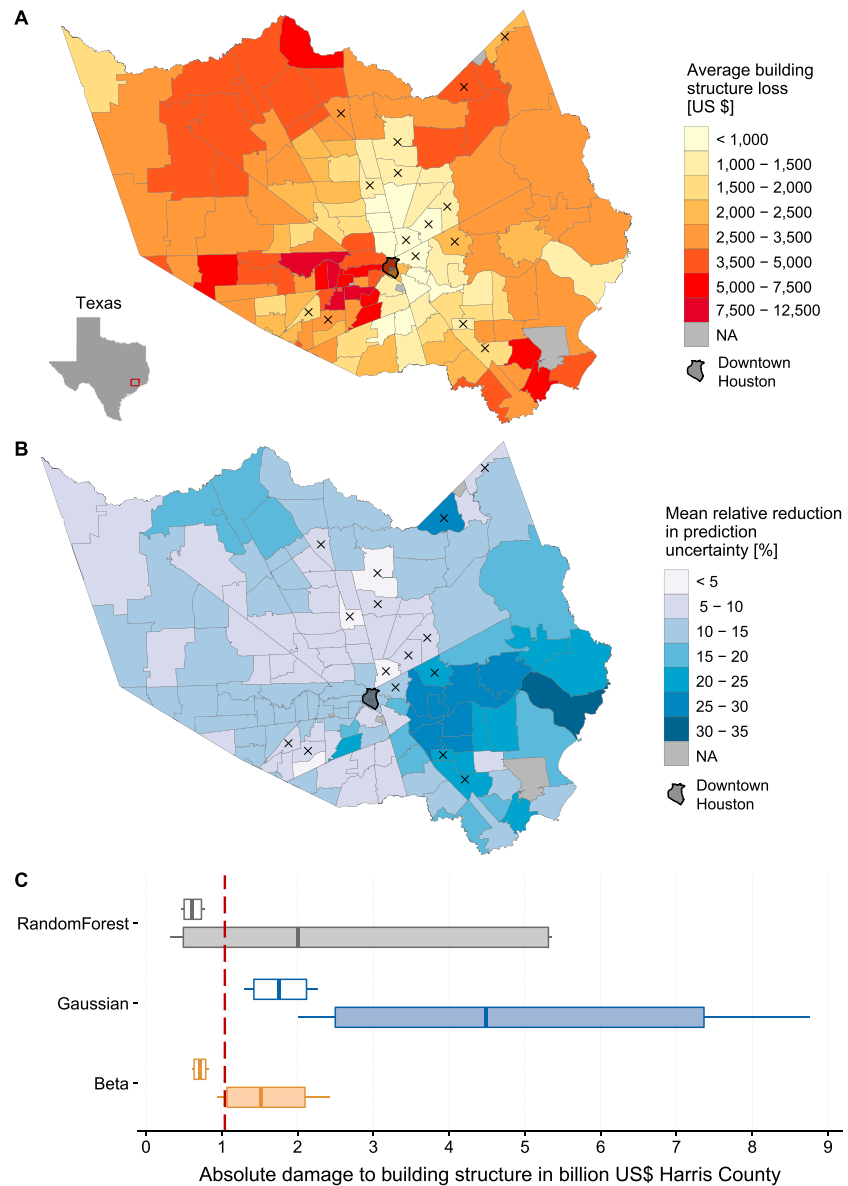 A
Average building
structure loss
[US $]
< 1,000
1,000 − 1,500
1,500 − 2,000
2,000 − 2,500
2,500 − 3,500
3,500 − 5,000
5,000 − 7,500
7,500 − 12,500
NA
Downtown
Houston
Texas
B
Mean relative reduction
in prediction
uncertainty [%]
< 5
5 − 10
10 − 15
15 − 20
20 − 25
25 − 30
30 − 35
NA
Downtown
Houston
C
RandomForest
Gaussian
Beta
0 1 2 3 4 5 6 7 8 9
Absolute damage to building structure in billion US$ Harris County